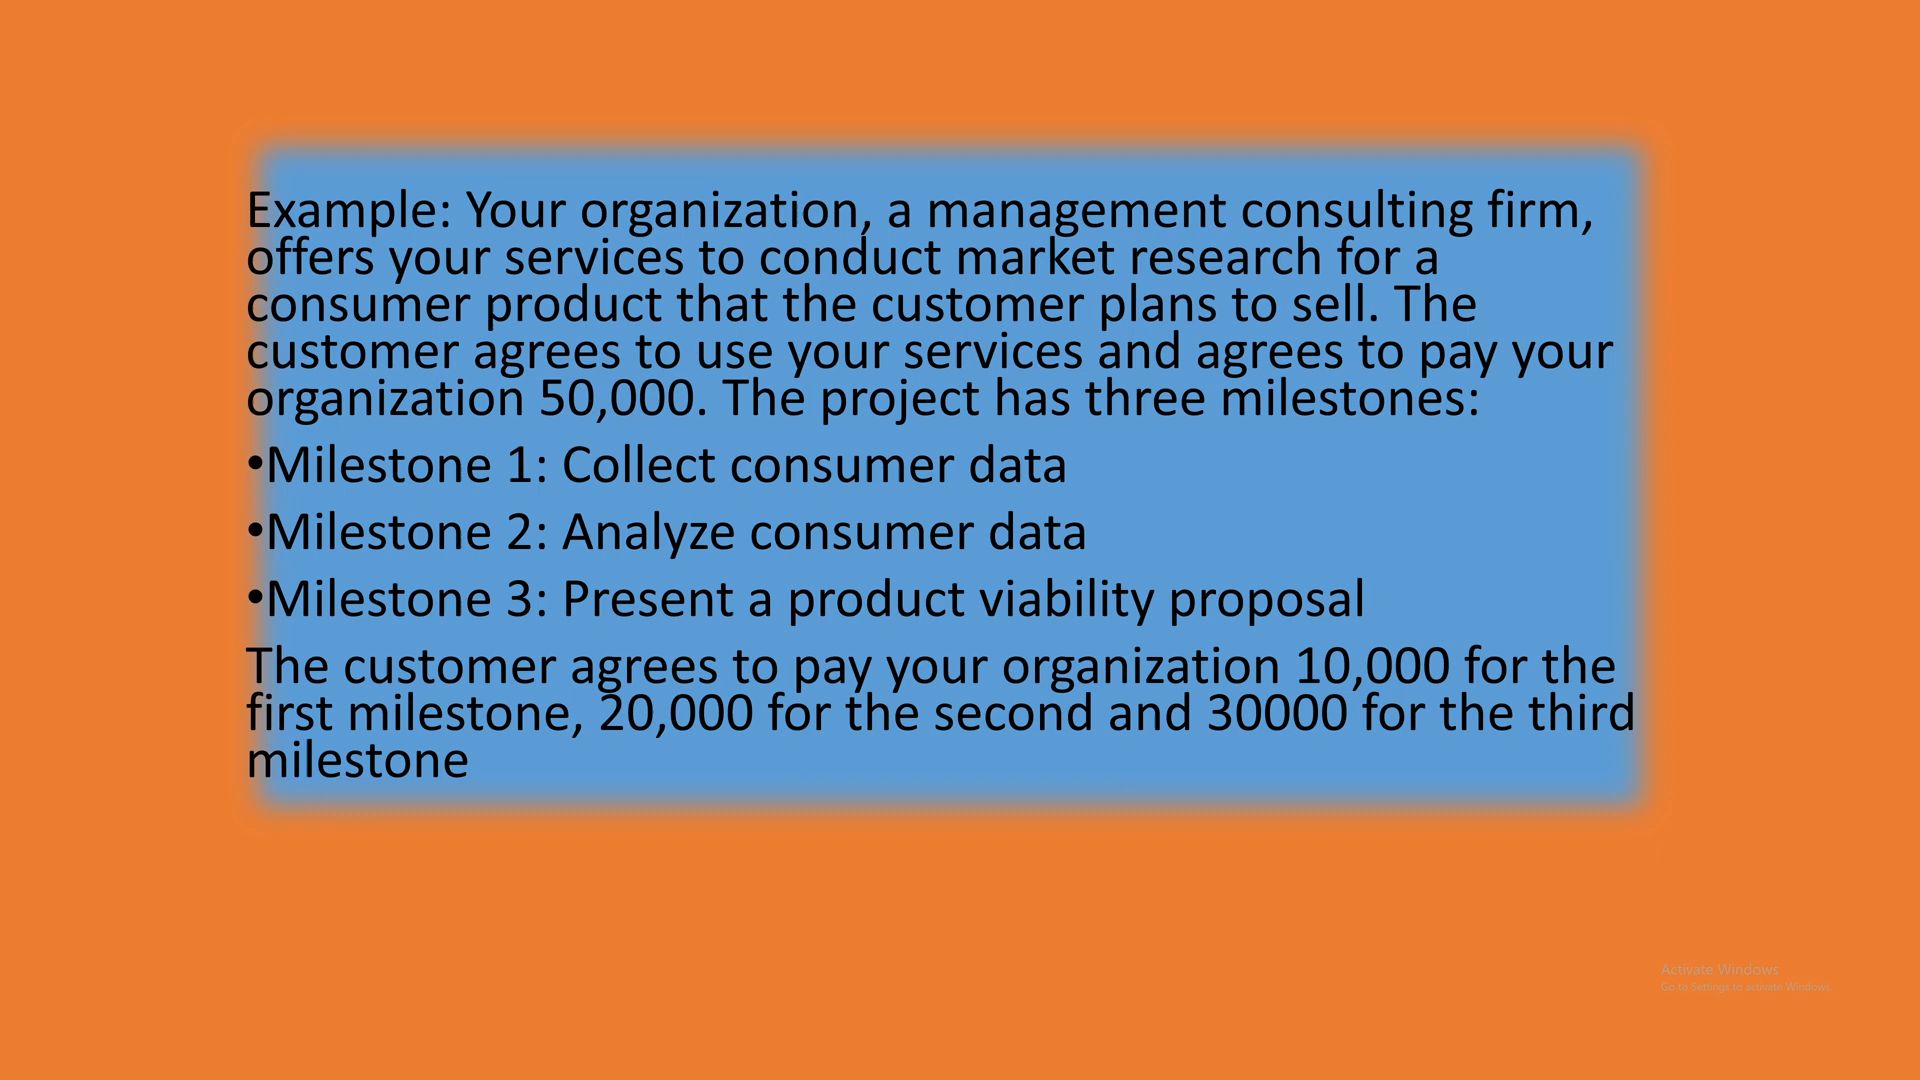 Example: Your organization, a management consulting firm,
offers your services to conduct market research for a
consumer product that the customer plans to sell. The
customer agrees to use your services and agrees to pay your
organization 50,000. The project has three milestones:
•Milestone 1: Collect consumer data
•Milestone 2: Analyze consumer data
•Milestone 3: Present a product viability proposal
The customer agrees to pay your organization 10,000 for the
first milestone, 20,000 for the second and 30000 for the third
milestone
Activate Windows
Go to Settings to activate Windows.